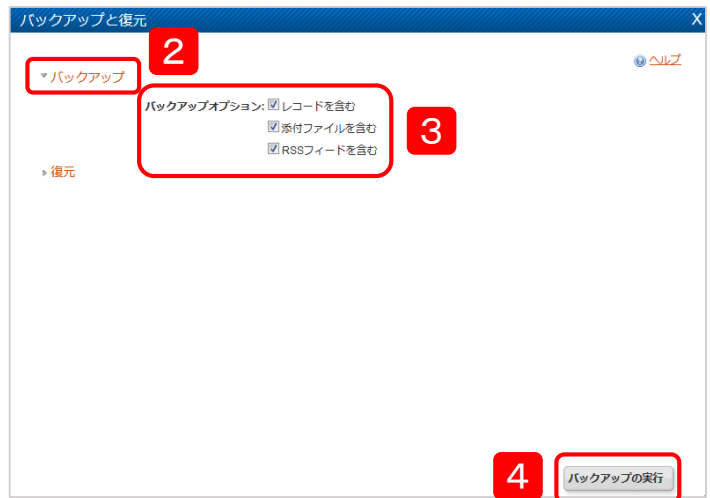 バックアップと復元 X
2
ヘルプ
バックアップ
バックアップオプション: レコードを含む
添付ファイルを含む
3
RSSフィードを含む
復元
4
バックアップの実行